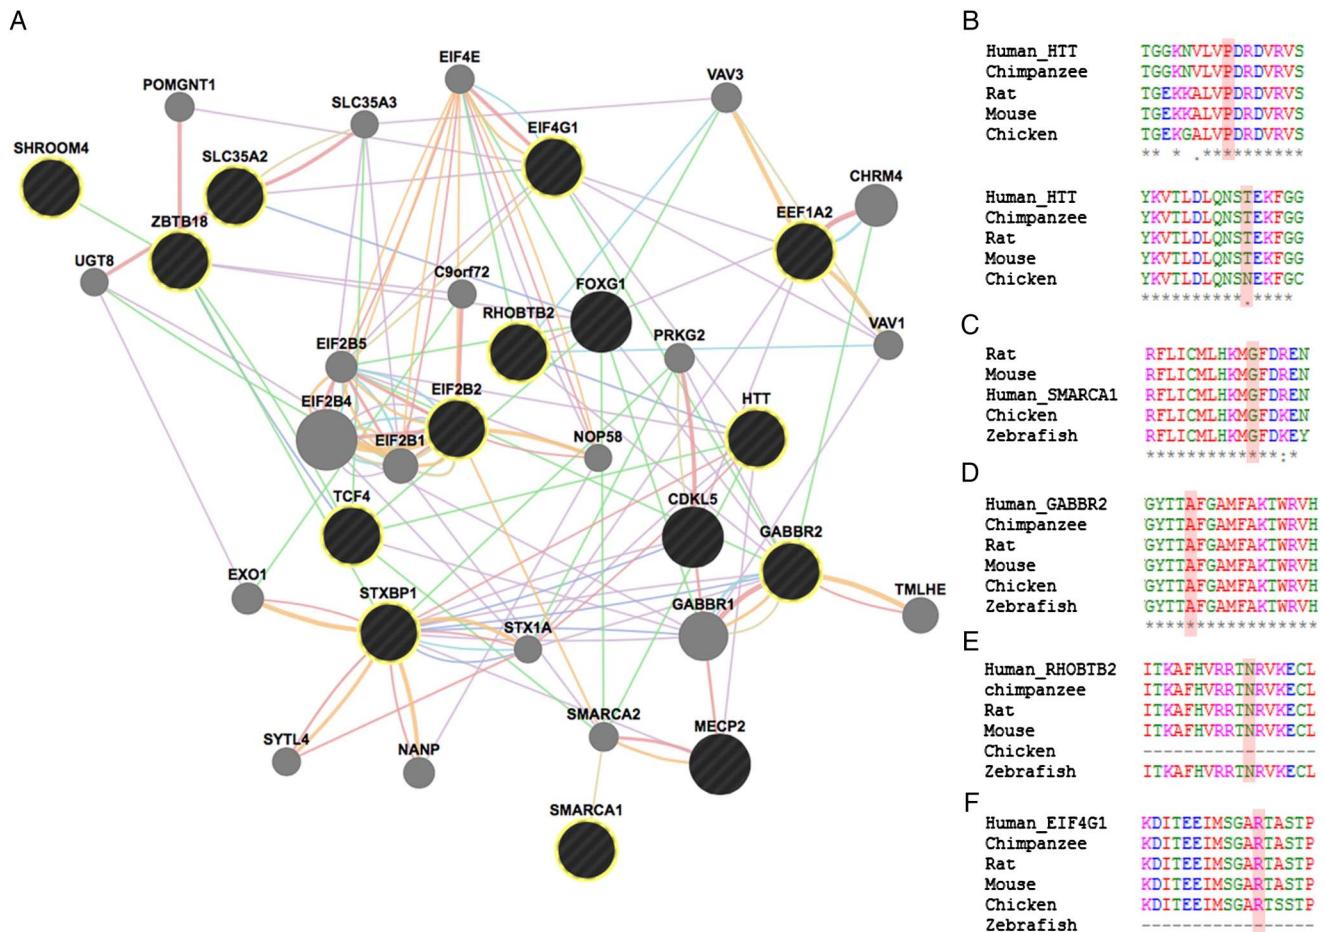 A
EIF4E
VAV3
POMGNT1
SLC35A3
EIF4G1
SHROOM4
SLC35A2
CHRM4
EEF1A2
ZBTB18
UGT8
C9orf72
FOXG1
RHOBTB2
VAV1
PRKG2
EIF2B5
EIF2B2
EIF2B4
HTT
EIF2B1
NOP58
TCF4
CDKL5
GABBR2
EXO1
STXBP1
TMLHE
GABBR1
STX1A
SMARCA2
MECP2
SYTL4
NANP
SMARCA1
B
Human_HTT TGGKNVLVPDRDVRVS
Chimpanzee TGGKNVLVPDRDVRVS
Rat TGEKKALVPDRDVRVS
Mouse TGEKKALVPDRDVRVS
Chicken TGEKGALVPDRDVRVS
** * .**********
Human_HTT YKVTLDLQNSTEKFGG
Chimpanzee YKVTLDLQNSTEKFGG
Rat YKVTLDLQNSTEKFGG
Mouse YKVTLDLQNSTEKFGG
Chicken YKVTLDLQNSNEKFGC
**********.****
C
Rat RFLICMLHKMGFDREN
Mouse RFLICMLHKMGFDREN
Human_SMARCA1 RFLICMLHKMGFDREN
Chicken RFLICMLHKMGFDKEN
Zebrafish RFLICMLHKMGFDKEY
*************:*
D
Human_GABBR2 GYTTAFGAMFAKTWRVH
Chimpanzee GYTTAFGAMFAKTWRVH
Rat GYTTAFGAMFAKTWRVH
Mouse GYTTAFGAMFAKTWRVH
Chicken GYTTAFGAMFAKTWRVH
Zebrafish GYTTAFGAMFAKTWRVH
*****************
E
Human_RHOBTB2 ITKAFHVRRTNRVKECL
chimpanzee ITKAFHVRRTNRVKECL
Rat ITKAFHVRRTNRVKECL
Mouse ITKAFHVRRTNRVKECL
Chicken -----------------
Zebrafish ITKAFHVRRTNRVKECL
F
Human_EIF4G1 KDITEEIMSGARTASTP
Chimpanzee KDITEEIMSGARTASTP
Rat KDITEEIMSGARTASTP
Mouse KDITEEIMSGARTASTP
Chicken KDITEEIMSGARTSSTP
Zebrafish -----------------